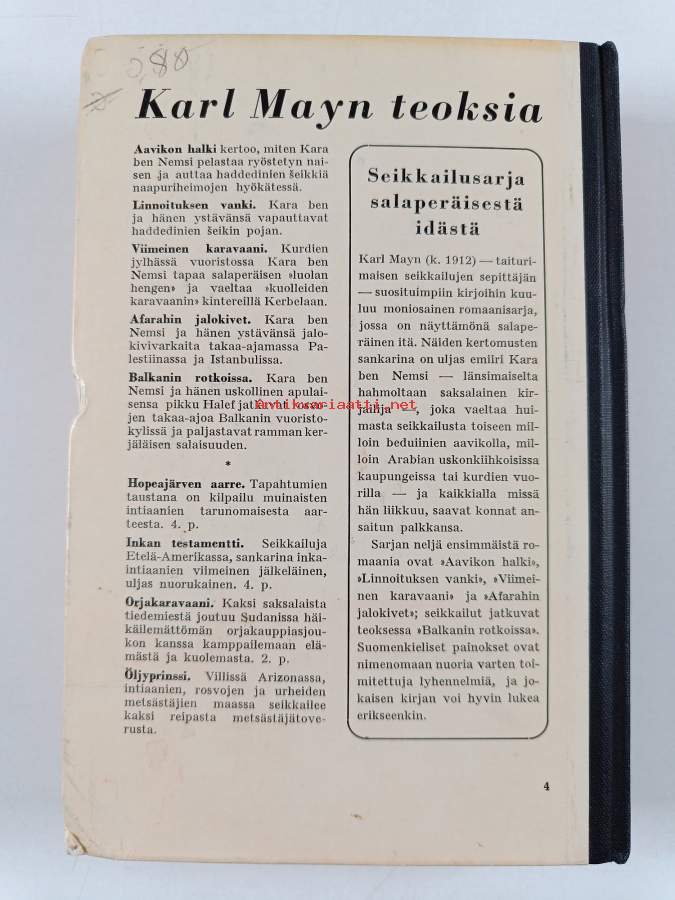 580
Karl Mayn teoksia
Aavikon halki kertoo, miten Kara
ben Nemsi pelastaa ryöstetyn nai-
sen ja auttaa haddedinien šeikkiä
naapuriheimojen hyökätessä.
Linnoituksen vanki. Kara ben
ja hänen ystävänsä vapauttavat
haddedinien šeikin pojan.
Viimeinen karavaani. Kurdien
jylhässä vuoristossa Kara ben
Nemsi tapaa salaperäisen »luolan
hengen» ja vaeltaa »kuolleiden
karavaanin» kintereillä Kerbelaan.
Afarahin jalokivet. Kara ben
Nemsi ja hänen ystävänsä jalo-
kivivarkaita takaa-ajamassa Pa-
lestiinassa ja Istanbulissa.
Balkanin rotkoissa. Kara ben
Nemsi ja hänen uskollinen apulai-
sensa pikku Halef jatkavat rosvo-
jen takaa-ajoa Balkanin vuoristo-
kylissä ja paljastavat ramman ker-
jäläisen salaisuuden.
*
Hopeajärven aarre. Tapahtumien
taustana on kilpailu muinaisten
intiaanien tarunomaisesta aar-
teesta. 4. p.
Inkan testamentti. Seikkailuja
Etelä-Amerikassa, sankarina inka-
intiaanien viimeinen jälkeläinen,
uljas nuorukainen. 4. p.
Orjakaravaani. Kaksi saksalaista
tiedemiestä joutuu Sudanissa häi-
käilemättömän orjakauppiasjou-
kon kanssa kamppailemaan elä-
mästä ja kuolemasta. 2. p.
Öljyprinssi. Villissä Arizonassa,
intiaanien, rosvojen ja urheiden
metsästäjien maassa seikkailee
kaksi reipasta metsästäjätove-
rusta.
Seikkailusarja
salaperäisestä
idästä
Karl Mayn (k. 1912) — taituri-
maisen seikkailujen sepittäjän
— suosituimpiin kirjoihin kuu-
luu moniosainen romaanisarja,
jossa on näyttämönä salape-
räinen itä. Näiden kertomusten
sankarina on uljas emiiri Kara
ben Nemsi — länsimaiselta
hahmoltaan saksalainen kir-
jailija —, joka vaeltaa hui-
masta seikkailusta toiseen mil-
loin beduiinien aavikolla, mil-
loin Arabian uskonkiihkoisissa
kaupungeissa tai kurdien vuo-
rilla — ja kaikkialla missä
hän liikkuu, saavat konnat an-
saitun palkkansa.
Sarjan neljä ensimmäistä ro-
maania ovat »Aavikon halki»,
»Linnoituksen vanki», »Viimei-
nen karavaani» ja »Afarahin
jalokivet»; seikkailut jatkuvat
teoksessa »Balkanin rotkoissa».
Suomenkieliset painokset ovat
nimenomaan nuoria varten toi-
mitettuja lyhennelmiä, ja jo-
kaisen kirjan voi hyvin lukea
erikseenkin.
4
Antikvariaatti.net